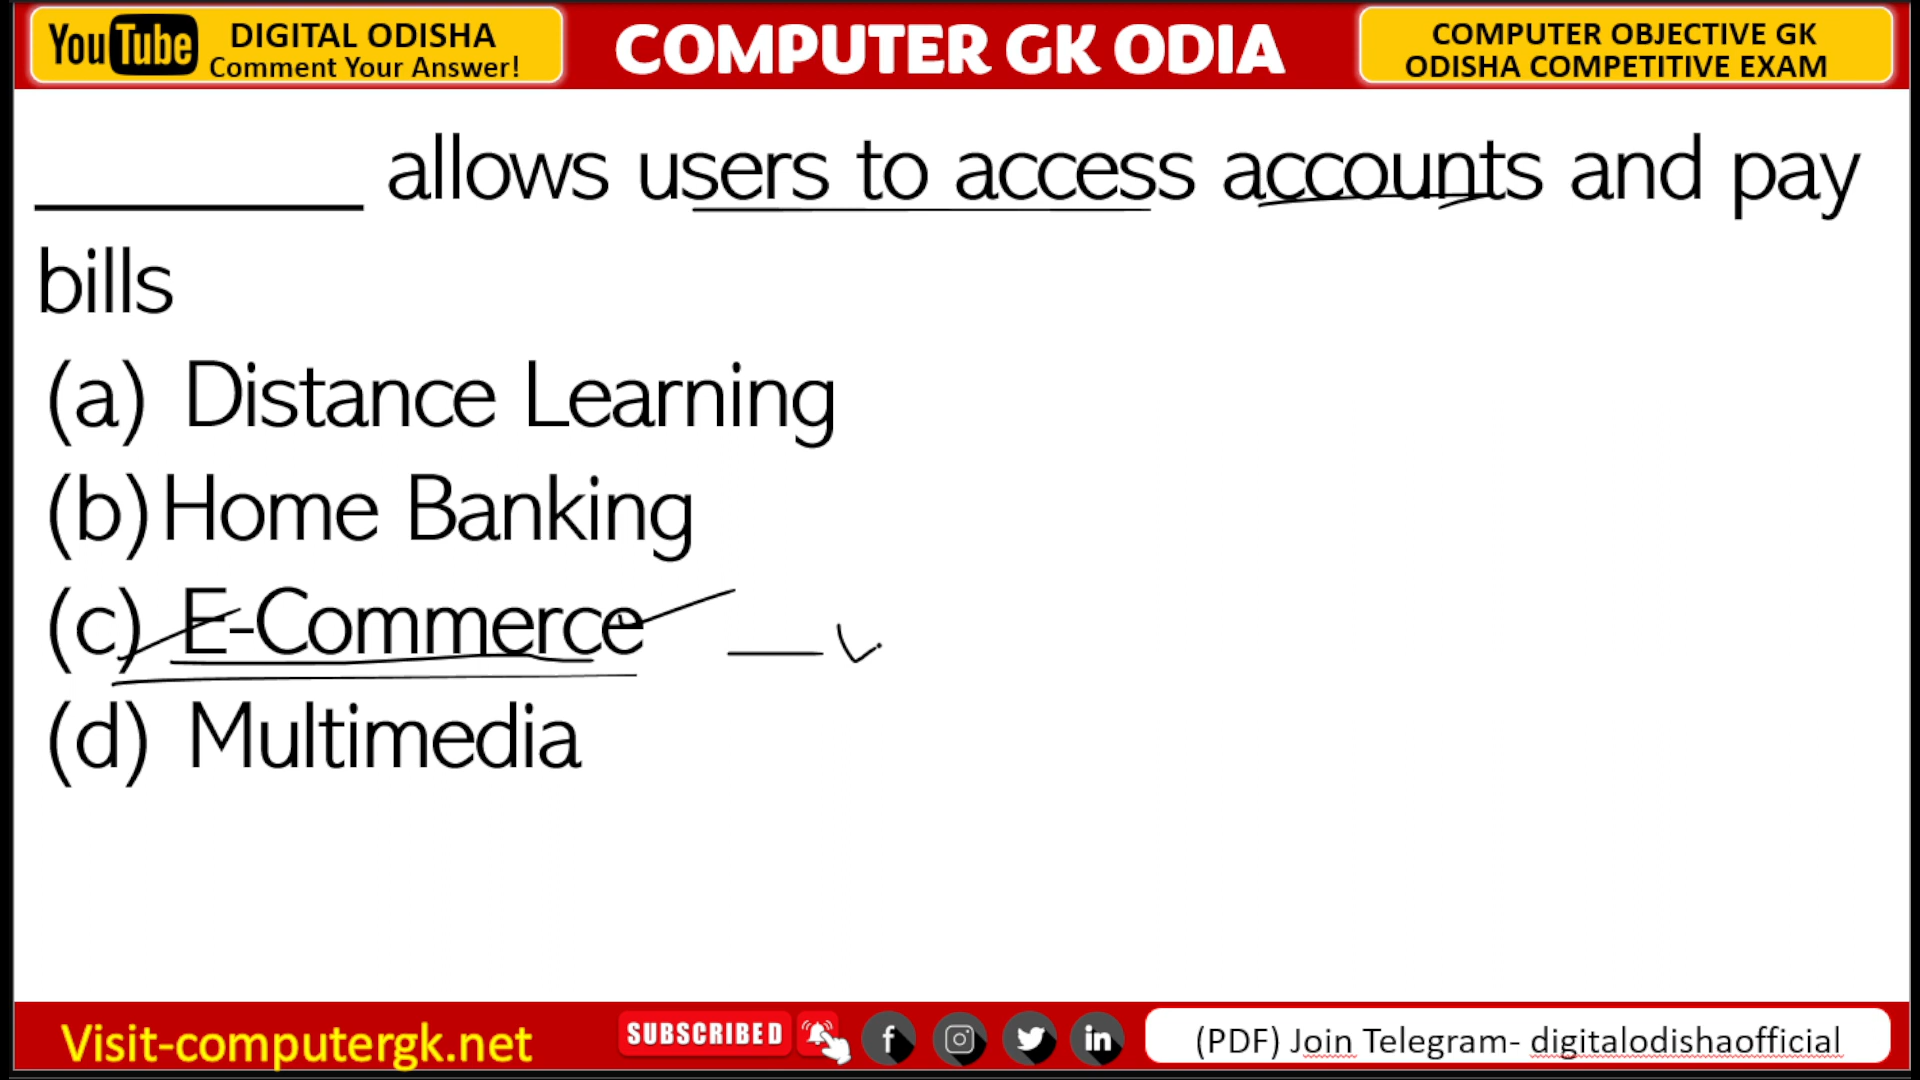 You Tube DIGITAL ODISHA
Comment Your Answer!
COMPUTER GK ODIA
COMPUTER OBJECTIVE GK
ODISHA COMPETITIVE EXAM
_________ allows users to access accounts and pay
bills
(a) Distance Learning
(b) Home Banking
(c) E-Commerce
(d) Multimedia
Visit-computergk.net
SUBSCRIBED
f
in
(PDF) Join Telegram- digitalodishaofficial